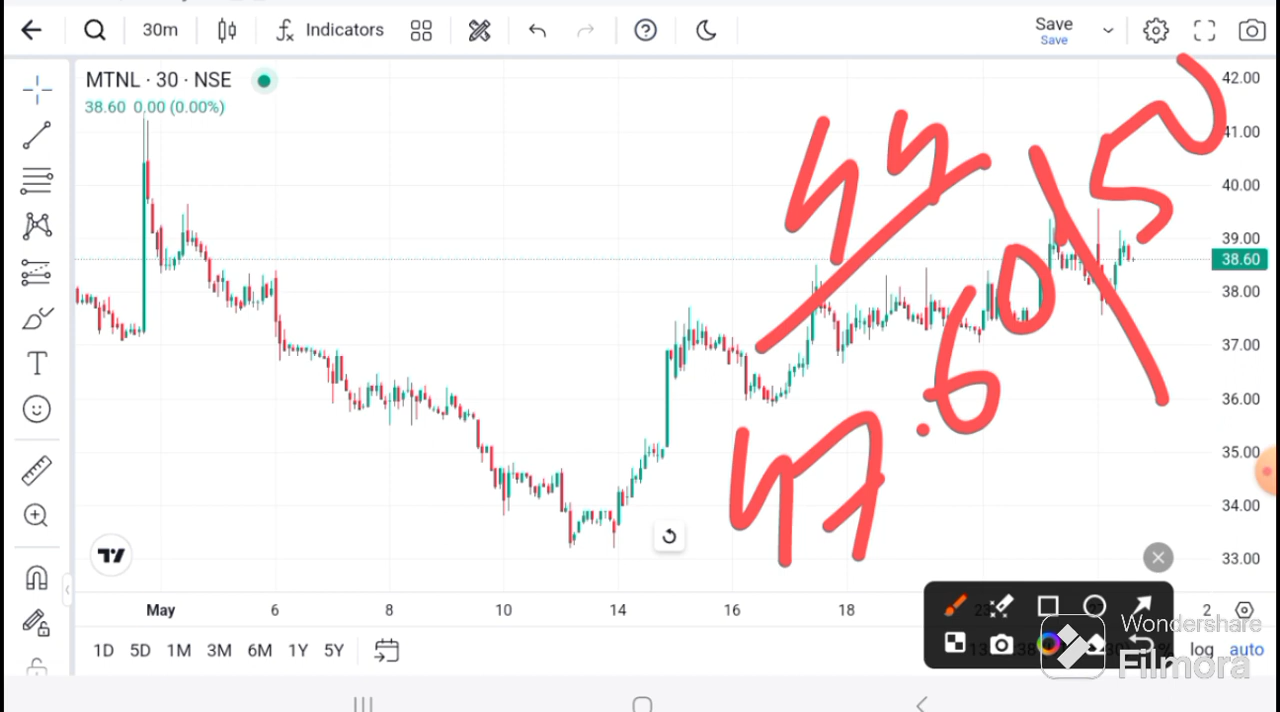 30m
Indicators
Save
Save
MTNL · 30 · NSE
38.60 0.00 (0.00%)
42.00
41.00
40.00
39.00
38.60
38.00
37.00
36.00
35.00
34.00
33.00
47
.60
50
May 6 8 10 14 16 18 2
1D 5D 1M 3M 6M 1Y 5Y
log auto
Wondershare
Filmora